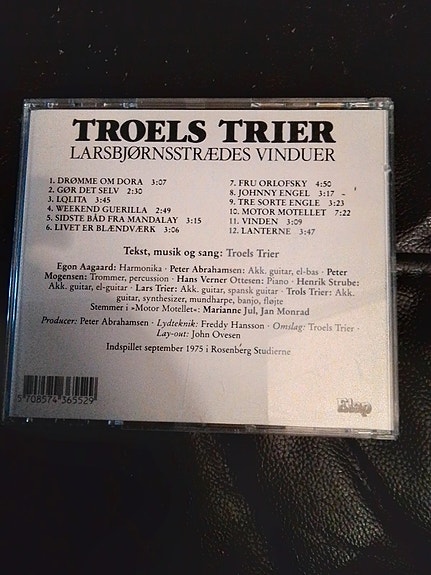 TROELS TRIER
LARSBJØRNSSTRÆDES VINDUER
1. DRØMME OM DORA 3:07
2. GØR DET SELV 2:30
3. LOLITA 3:45
4. WEEKEND GUERILLA 2:49
5. SIDSTE BÅD FRA MANDALAY 3:15
6. LIVET ER BLÆNDVÆRK 3:06
7. FRU ORLOFSKY 4:50
8. JOHNNY ENGEL 3:17
9. TRE SORTE ENGLE 3:23
10. MOTOR MOTELLET 7:22
11. VINDEN 3:09
12. LANTERNE 3:47
Tekst, musik og sang: Troels Trier
Egon Aagaard: Harmonika · Peter Abrahamsen: Akk. guitar, el-bas · Peter
Mogensen: Trommer, percussion · Hans Verner Ottesen: Piano · Henrik Strube:
Akk. guitar, el-guitar · Lars Trier: Akk. guitar, spansk guitar · Trols Trier: Akk.
guitar, synthesizer, mundharpe, banjo, fløjte
Stemmer i »Motor Motellet«: Marianne Jul, Jan Monrad
Producer: Peter Abrahamsen · Lydteknik: Freddy Hansson · Omslag: Troels Trier ·
Lay-out: John Ovesen
Indspillet september 1975 i Rosenberg Studierne
5 708574 365529